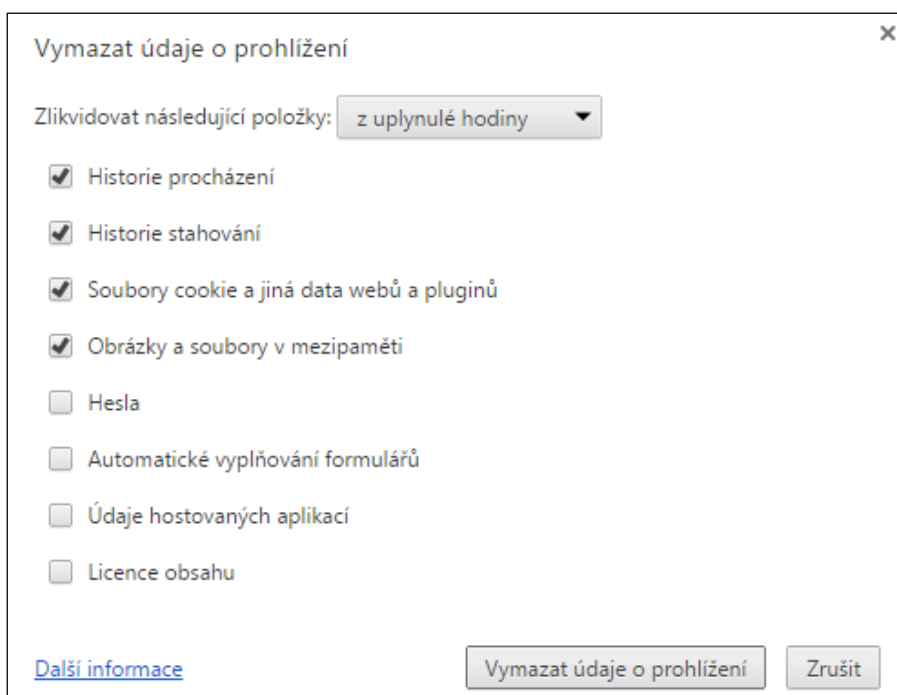 Vymazat údaje o prohlížení
Zlikvidovat následující položky: z uplynulé hodiny
Historie procházení
Historie stahování
Soubory cookie a jiná data webů a pluginů
Obrázky a soubory v mezipaměti
Hesla
Automatické vyplňování formulářů
Údaje hostovaných aplikací
Licence obsahu
Další informace Vymazat údaje o prohlížení Zrušit